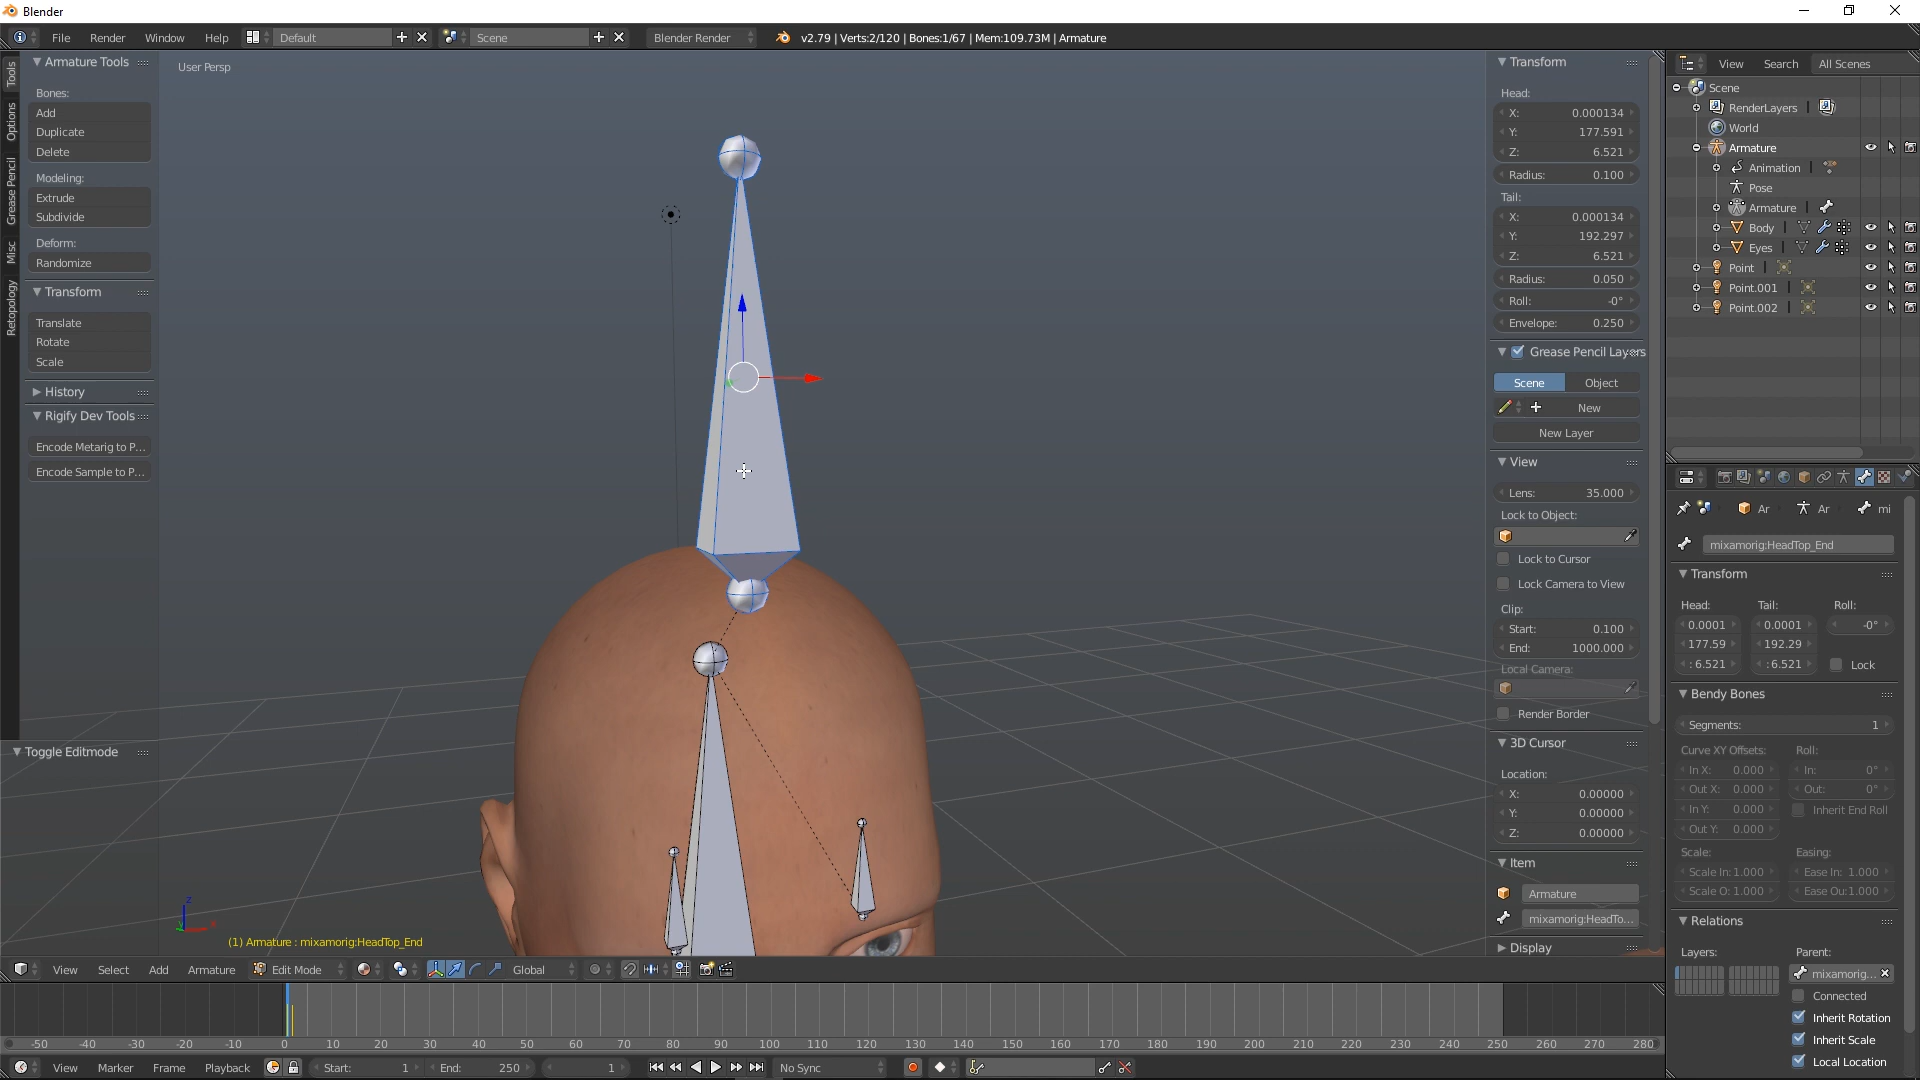 Blender
File Render Window Help Default Scene Blender Render v2.79 | Verts:2/120 | Bones:1/67 | Mem:109.73M | Armature
Tools
Options
Grease Pencil
Misc
Retopology
Armature Tools
Bones:
Add
Duplicate
Delete
Modeling:
Extrude
Subdivide
Deform:
Randomize
Transform
Translate
Rotate
Scale
History
Rigify Dev Tools
Encode Metarig to P...
Encode Sample to P...
Toggle Editmode
User Persp
(1) Armature : mixamorig:HeadTop_End
Transform
Head:
X: 0.000134
Y: 177.591
Z: 6.521
Radius: 0.100
Tail:
X: 0.000134
Y: 192.297
Z: 6.521
Radius: 0.050
Roll: -0°
Envelope: 0.250
Grease Pencil Layers
Scene Object
New
New Layer
View
Lens: 35.000
Lock to Object:
Lock to Cursor
Lock Camera to View
Clip:
Start: 0.100
End: 1000.000
Local Camera:
Render Border
3D Cursor
Location:
X: 0.00000
Y: 0.00000
Z: 0.00000
Item
Armature
mixamorig:HeadTo...
Display
View Search All Scenes
Scene
RenderLayers
World
Armature
Animation
Pose
Armature
Body
Eyes
Point
Point.001
Point.002
Ar Ar mi
mixamorig:HeadTop_End
Transform
Head: Tail: Roll:
0.0001 0.0001 -0°
177.59 192.29
: 6.521 : 6.521 Lock
Bendy Bones
Segments: 1
Curve XY Offsets: Roll:
In X: 0.000 In: 0°
Out X: 0.000 Out: 0°
In Y: 0.000 Inherit End Roll
Out Y: 0.000
Scale: Easing:
Scale In: 1.000 Ease In: 1.000
Scale O: 1.000 Ease Ou: 1.000
Relations
Layers: Parent:
mixamorig...
Connected
Inherit Rotation
Inherit Scale
Local Location
View Select Add Armature Edit Mode Global
-50 -40 -30 -20 -10 0 10 20 30 40 50 60 70 80 90 100 110 120 130 140 150 160 170 180 190 200 210 220 230 240 250 260 270 280
View Marker Frame Playback Start: 1 End: 250 1 No Sync